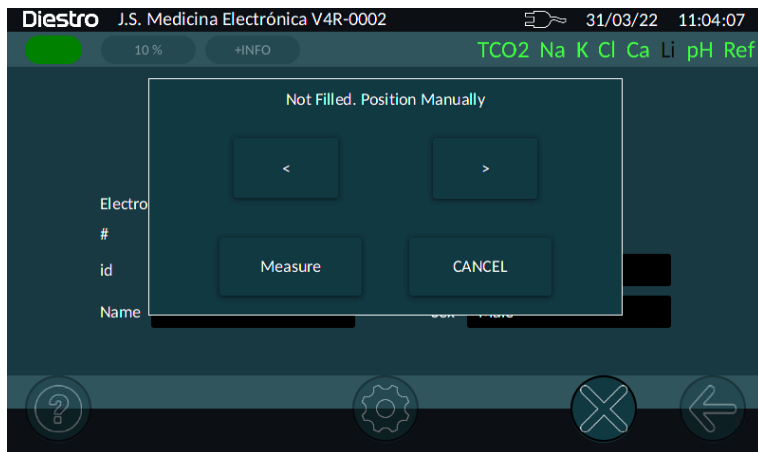 Diestro J.S. Medicina Electrónica V4R-0002 31/03/22 11:04:07
10 % +INFO TCO2 Na K Cl Ca Li pH Ref
Not Filled. Position Manually
< >
Electro
#
Measure CANCEL
id
Name
?